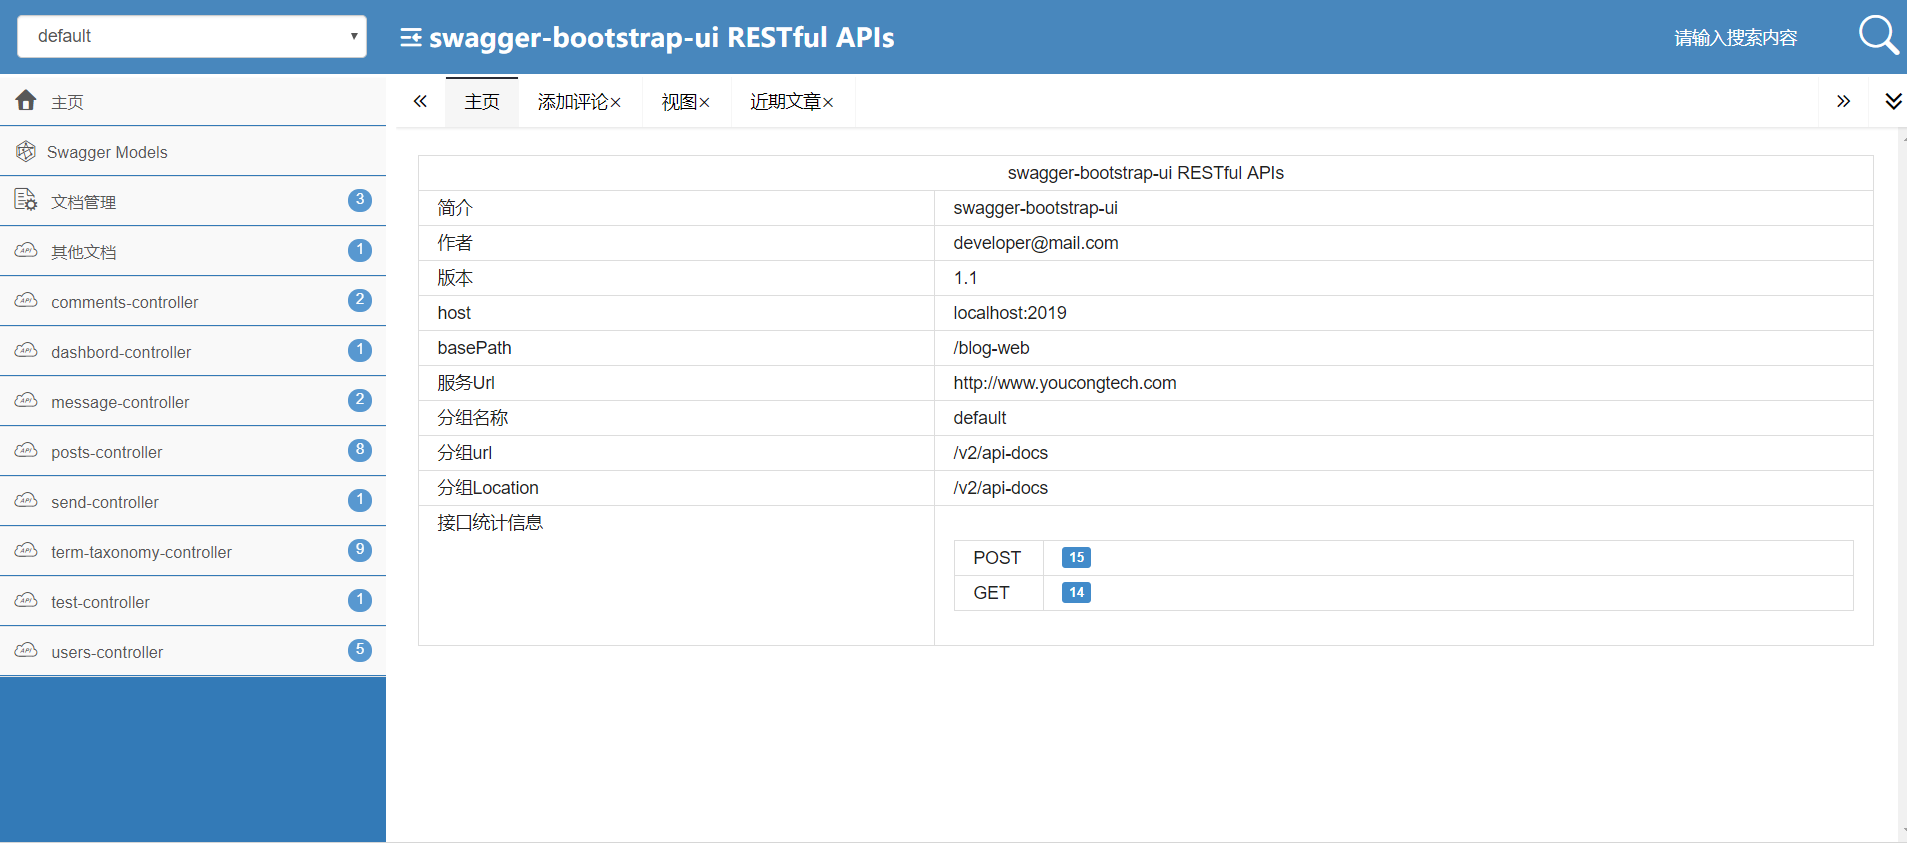 default
swagger-bootstrap-ui RESTful APIs
请输入搜索内容
主页
Swagger Models
文档管理 3
其他文档 1
comments-controller 2
dashbord-controller 1
message-controller 2
posts-controller 8
send-controller 1
term-taxonomy-controller 9
test-controller 1
users-controller 5
主页 添加评论× 视图× 近期文章×
swagger-bootstrap-ui RESTful APIs
简介 swagger-bootstrap-ui
作者 developer@mail.com
版本 1.1
host localhost:2019
basePath /blog-web
服务Url http://www.youcongtech.com
分组名称 default
分组url /v2/api-docs
分组Location /v2/api-docs
接口统计信息
POST 15
GET 14